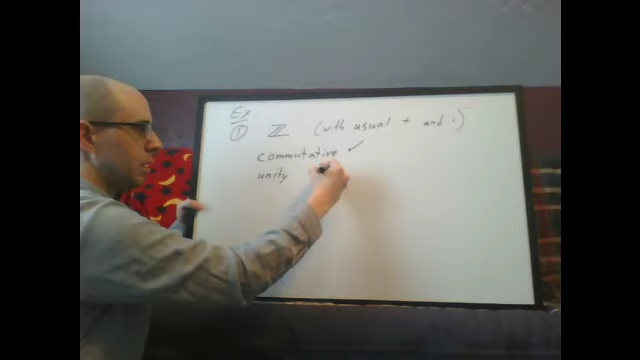 Ex
① ℤ (with usual + and ·)
commutative ✓
unity